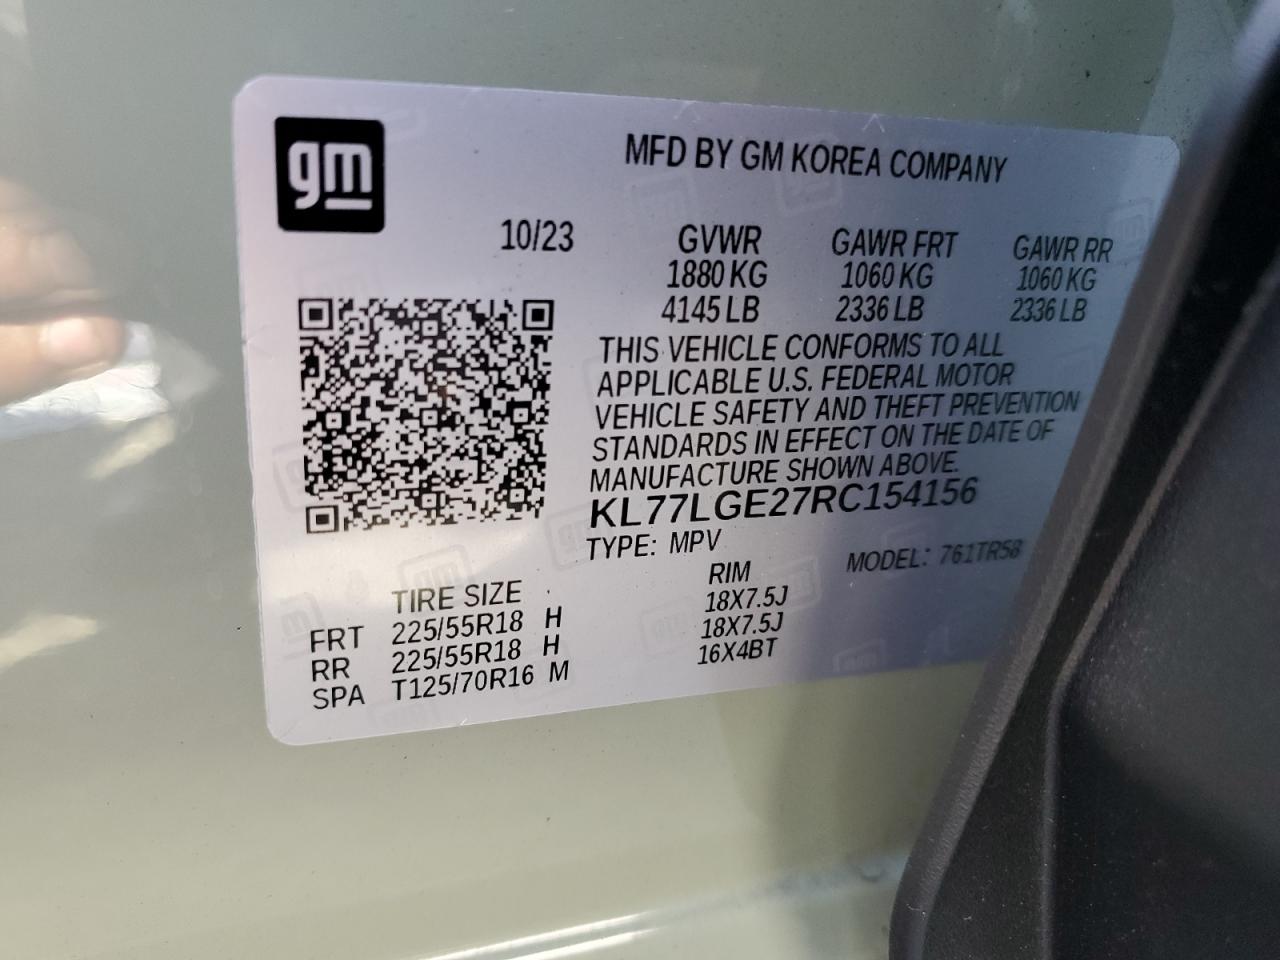 gm
MFD BY GM KOREA COMPANY
10/23 GVWR GAWR FRT GAWR RR
1880 KG 1060 KG 1060 KG
4145 LB 2336 LB 2336 LB
THIS VEHICLE CONFORMS TO ALL
APPLICABLE U.S. FEDERAL MOTOR
VEHICLE SAFETY AND THEFT PREVENTION
STANDARDS IN EFFECT ON THE DATE OF
MANUFACTURE SHOWN ABOVE.
KL77LGE27RC154156
TYPE: MPV MODEL: 761TR58
TIRE SIZE RIM
FRT 225/55R18 H 18X7.5J
RR 225/55R18 H 18X7.5J
SPA T125/70R16 M 16X4BT